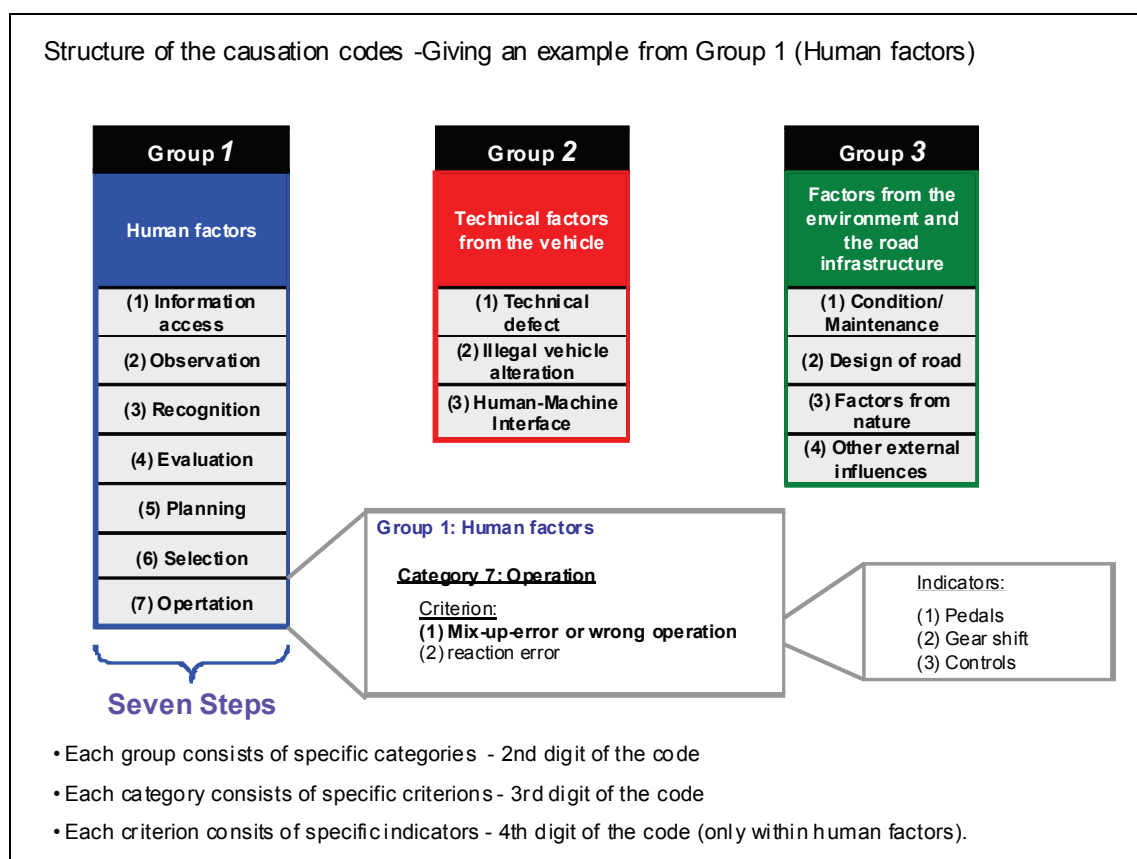 Structure of the causation codes -Giving an example from Group 1 (Human factors)
Group 1
Human factors
(1) Information
access
(2) Observation
(3) Recognition
(4) Evaluation
(5) Planning
(6) Selection
(7) Opertation
Seven Steps
Group 2
Technical factors
from the vehicle
(1) Technical
defect
(2) Illegal vehicle
alteration
(3) Human-Machine
Interface
Group 3
Factors from the
environment and
the road
infrastructure
(1) Condition/
Maintenance
(2) Design of road
(3) Factors from
nature
(4) Other external
influences
Group 1: Human factors
Category 7: Operation
Criterion:
(1) Mix-up-error or wrong operation
(2) reaction error
Indicators:
(1) Pedals
(2) Gear shift
(3) Controls
• Each group consists of specific categories - 2nd digit of the code
• Each category consists of specific criterions - 3rd digit of the code
• Each criterion consits of specific indicators - 4th digit of the code (only within human factors).